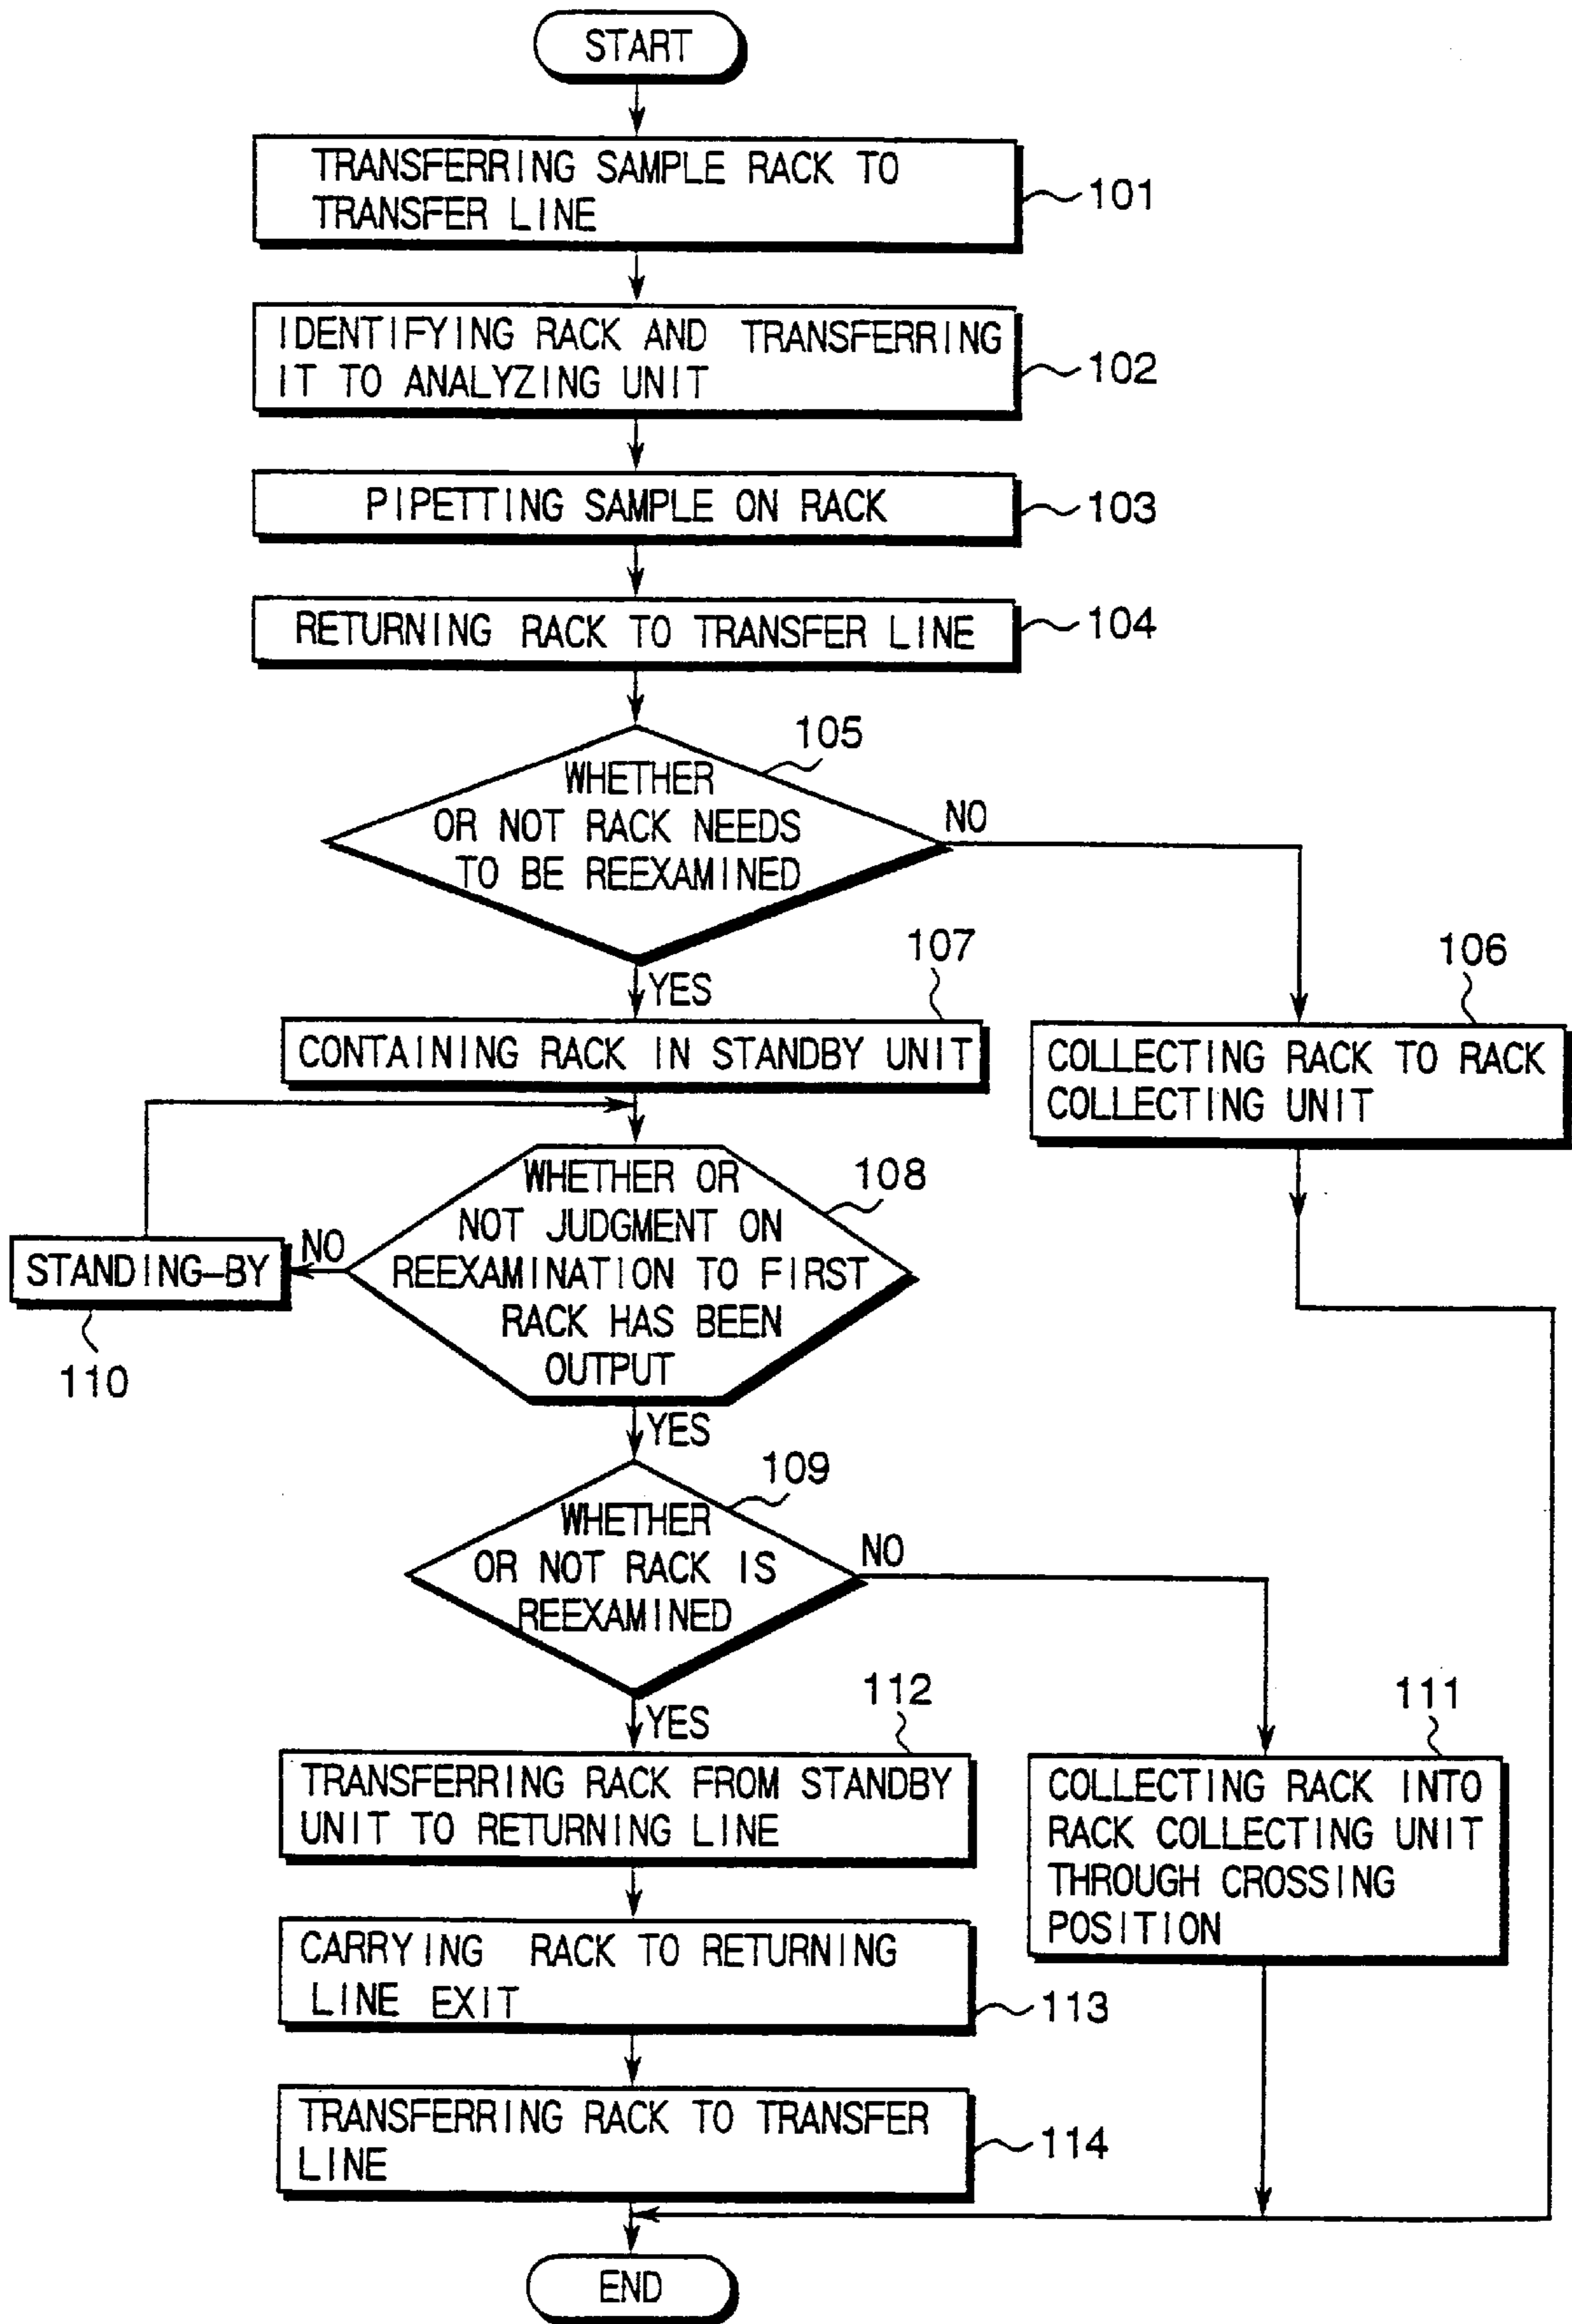 START
TRANSFERRING SAMPLE RACK TO
TRANSFER LINE
101
IDENTIFYING RACK AND TRANSFERRING
IT TO ANALYZING UNIT
102
PIPETTING SAMPLE ON RACK
103
RETURNING RACK TO TRANSFER LINE
104
105
WHETHER
OR NOT RACK NEEDS
TO BE REEXAMINED
NO
YES
107
CONTAINING RACK IN STANDBY UNIT
106
COLLECTING RACK TO RACK
COLLECTING UNIT
108
WHETHER OR
NOT JUDGMENT ON
REEXAMINATION TO FIRST
RACK HAS BEEN
OUTPUT
NO
STANDING-BY
110
YES
109
WHETHER
OR NOT RACK IS
REEXAMINED
NO
YES
112
TRANSFERRING RACK FROM STANDBY
UNIT TO RETURNING LINE
111
COLLECTING RACK INTO
RACK COLLECTING UNIT
THROUGH CROSSING
POSITION
CARRYING RACK TO RETURNING
LINE EXIT
113
TRANSFERRING RACK TO TRANSFER
LINE
114
END